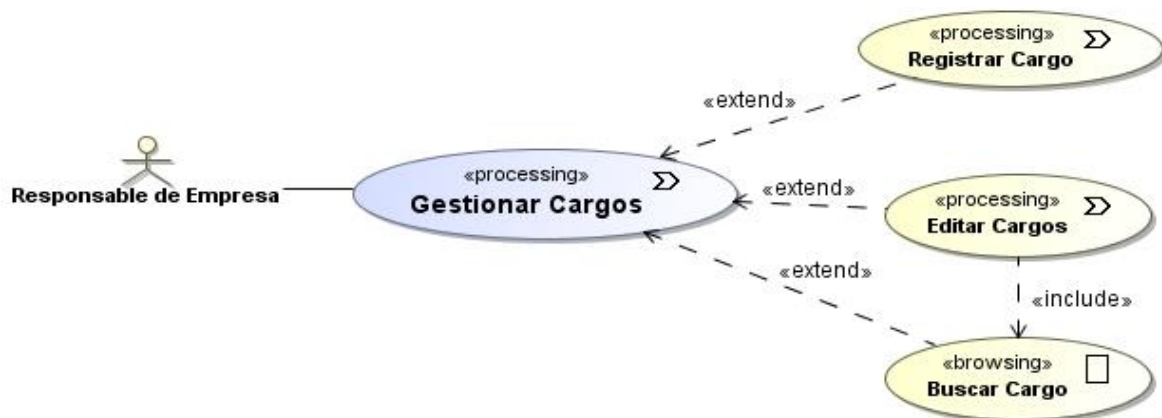 «processing»
Registrar Cargo
«extend»
Responsable de Empresa
«processing»
Gestionar Cargos
«extend»
«processing»
Editar Cargos
«extend»
«include»
«browsing»
Buscar Cargo